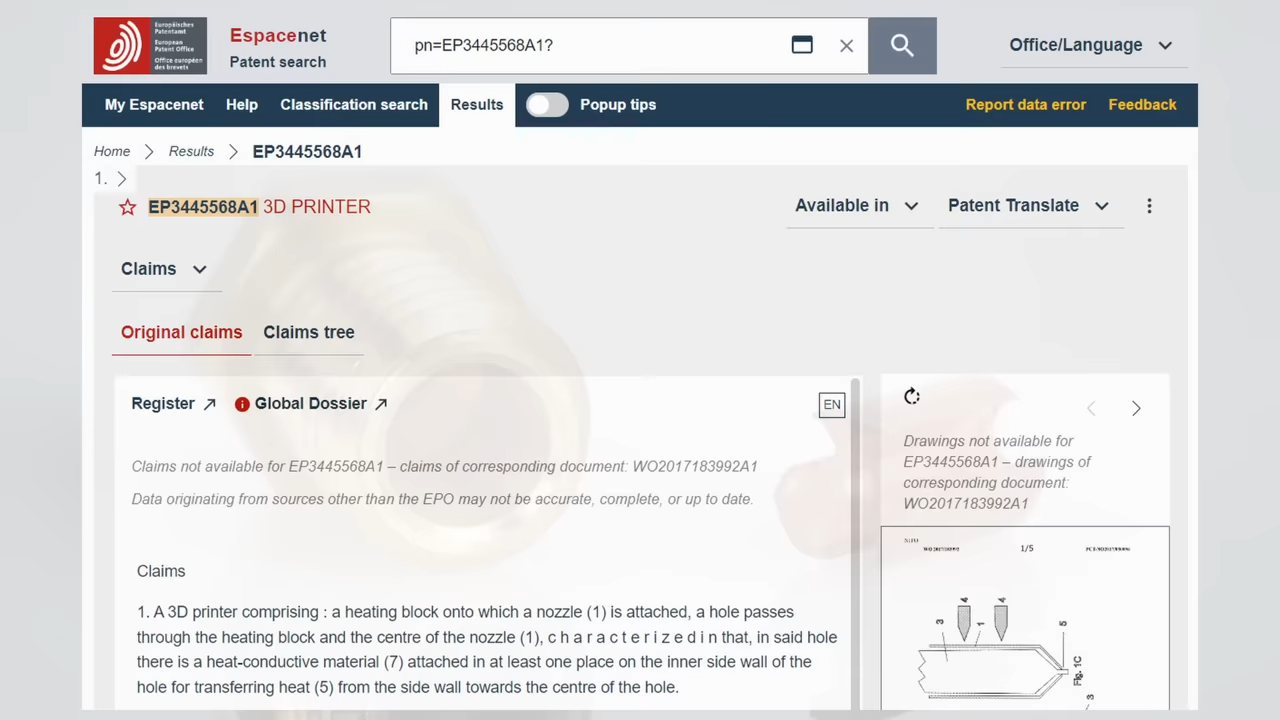 Europäisches
Patentamt
European
Patent Office
Office européen
des brevets
Espacenet
Patent search
pn=EP3445568A1?
Office/Language
My Espacenet Help Classification search Results Popup tips Report data error Feedback
Home Results EP3445568A1
1.
EP3445568A1 3D PRINTER
Available in Patent Translate
Claims
Original claims Claims tree
Register Global Dossier EN
Claims not available for EP3445568A1 – claims of corresponding document: WO2017183992A1
Data originating from sources other than the EPO may not be accurate, complete, or up to date.
Claims
1. A 3D printer comprising : a heating block onto which a nozzle (1) is attached, a hole passes
through the heating block and the centre of the nozzle (1), c h a r a c t e r i z e d i n that, in said hole
there is a heat-conductive material (7) attached in at least one place on the inner side wall of the
hole for transferring heat (5) from the side wall towards the centre of the hole.
Drawings not available for
EP3445568A1 – drawings of
corresponding document:
WO2017183992A1
1/5
4 4
3 1 5
Fig. 1C
3